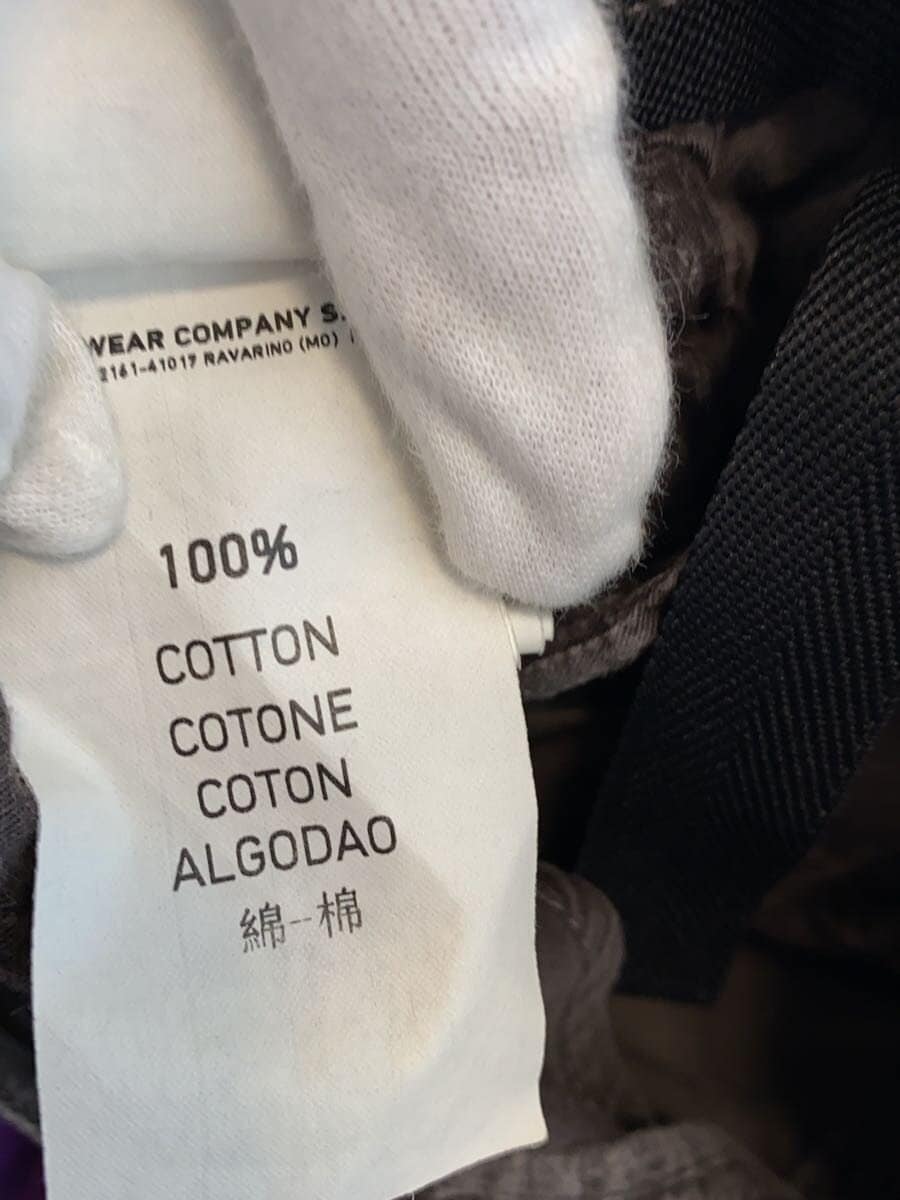 WEAR COMPANY S.
2161-41017 RAVARINO (MO)
100%
COTTON
COTONE
COTON
ALGODAO
綿--棉